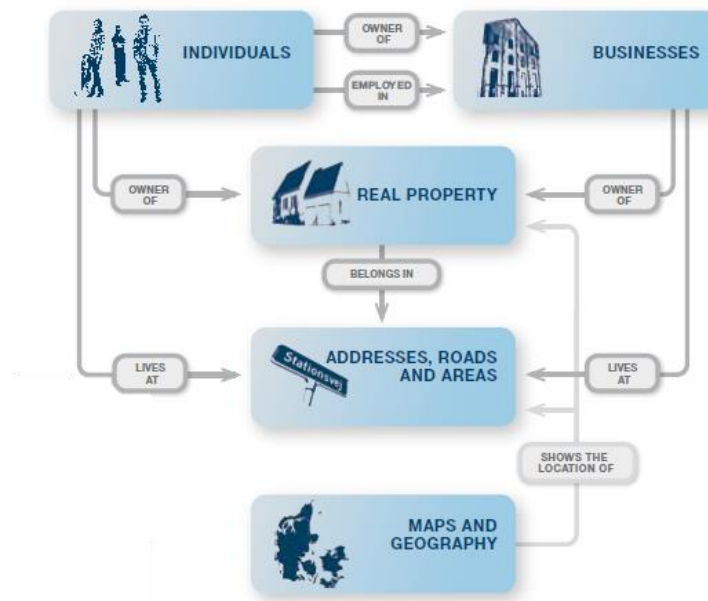 INDIVIDUALS
OWNER
OF
BUSINESSES
EMPLOYED
IN
OWNER
OF
REAL PROPERTY
OWNER
OF
BELONGS IN
Stationsvej
ADDRESSES, ROADS
AND AREAS
LIVES
AT
LIVES
AT
SHOWS THE
LOCATION OF
MAPS AND
GEOGRAPHY